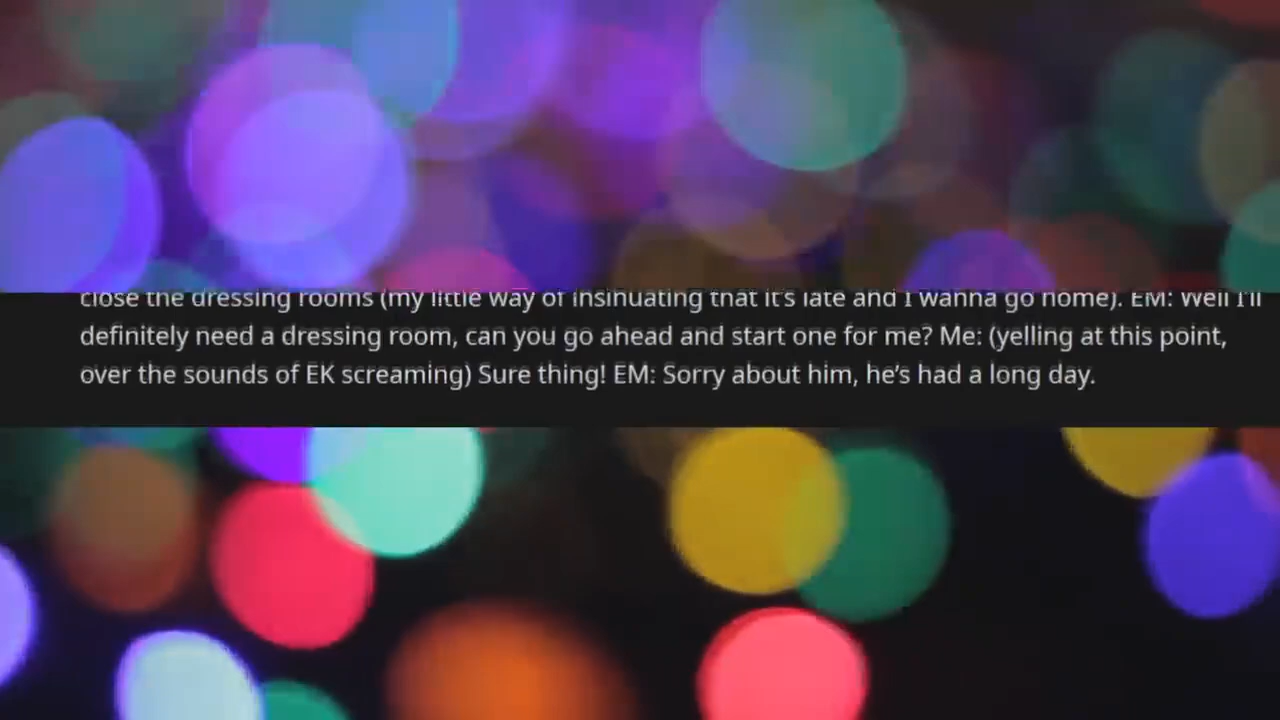 close the dressing rooms (my little way of insinuating that it's late and I wanna go home). EM: Well I'll
definitely need a dressing room, can you go ahead and start one for me? Me: (yelling at this point,
over the sounds of EK screaming) Sure thing! EM: Sorry about him, he's had a long day.